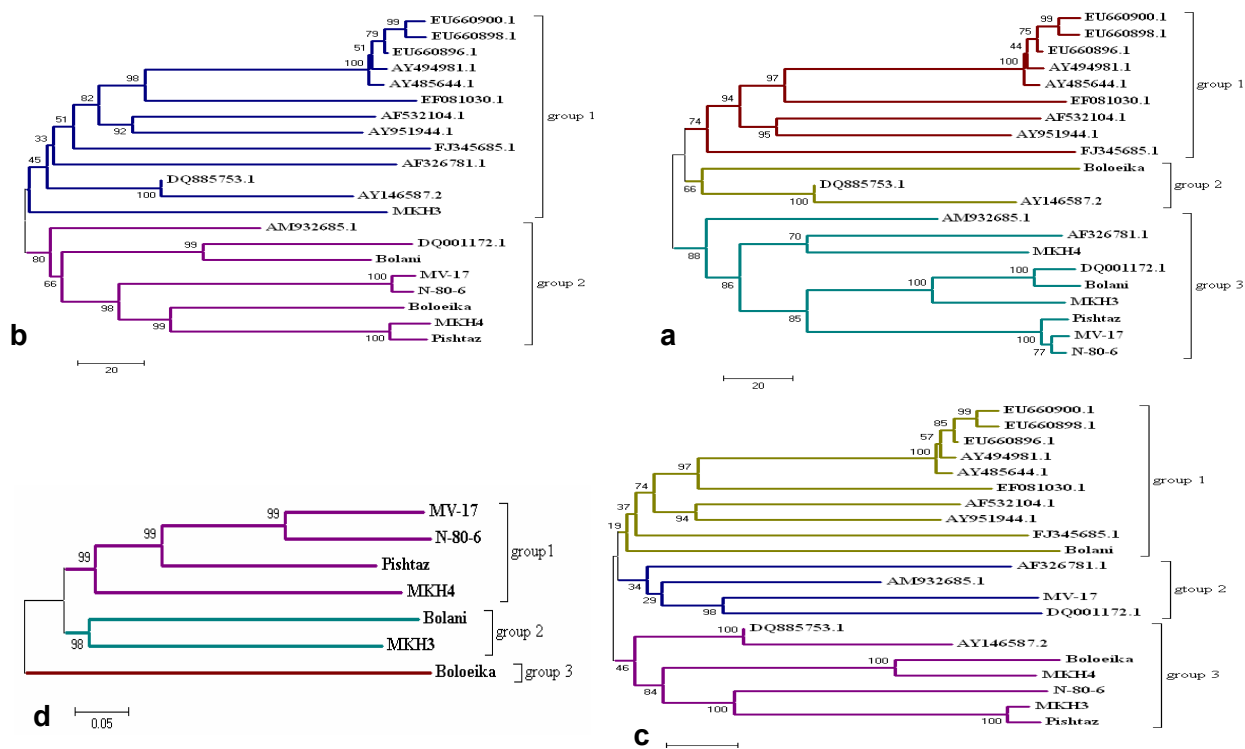 99
EU660900.1
EU660898.1
79
EU660896.1
51
AY494981.1
100
AY485644.1
98
EF081030.1
82
AF532104.1
92
AY951944.1
51
FJ345685.1
33
AF326781.1
45
DQ885753.1
100
AY146587.2
MKH3
group 1
AM932685.1
80
DQ001172.1
99
Bolani
66
MV-17
100
N-80-6
98
Boloeika
99
MKH4
100
Pishtaz
group 2
b
20
99
EU660900.1
EU660898.1
75
EU660896.1
44
AY494981.1
100
AY485644.1
97
EF081030.1
94
AF532104.1
95
AY951944.1
74
FJ345685.1
group 1
Boloeika
66
DQ885753.1
100
AY146587.2
group 2
AM932685.1
88
AF326781.1
70
MKH4
86
DQ001172.1
100
Bolani
100
MKH3
85
Pishtaz
100
MV-17
77
N-80-6
group 3
a
20
MV-17
99
N-80-6
99
Pishtaz
99
MKH4
group1
Bolani
98
MKH3
group 2
Boloeika
group 3
d
0.05
99
EU660900.1
EU660898.1
85
EU660896.1
57
AY494981.1
100
AY485644.1
97
EF081030.1
74
AF532104.1
94
AY951944.1
37
FJ345685.1
19
Bolani
group 1
AF326781.1
34
AM932685.1
29
MV-17
98
DQ001172.1
gtoup 2
DQ885753.1
100
AY146587.2
46
Boloeika
100
MKH4
84
N-80-6
100
MKH3
100
Pishtaz
group 3
c